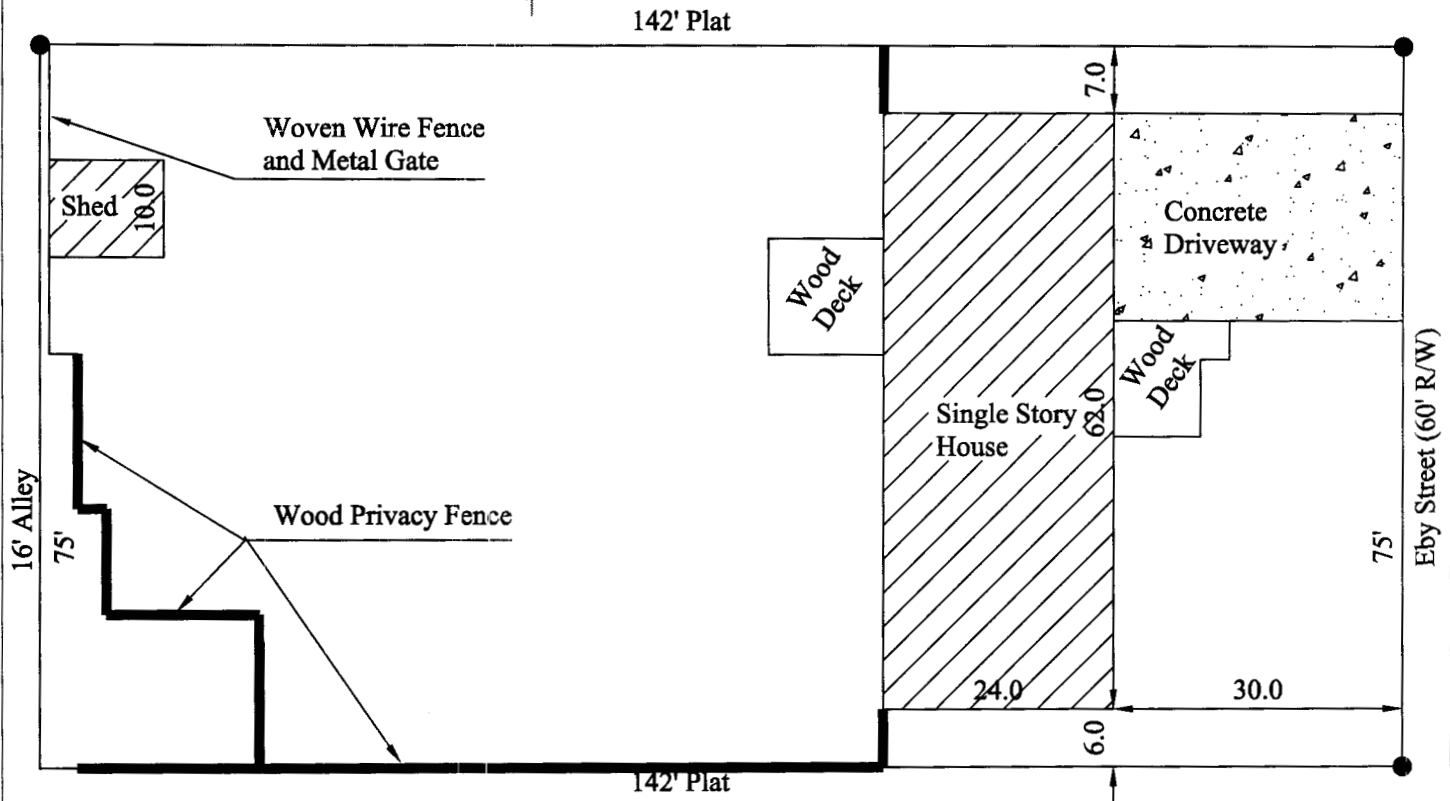 142' Plat
7.0
Woven Wire Fence
and Metal Gate
Shed
10.0
Concrete
Driveway
Wood
Deck
Wood
Deck
62.0
Single Story
House
Eby Street (60' R/W)
75'
16' Alley
75'
Wood Privacy Fence
24.0
30.0
6.0
142' Plat